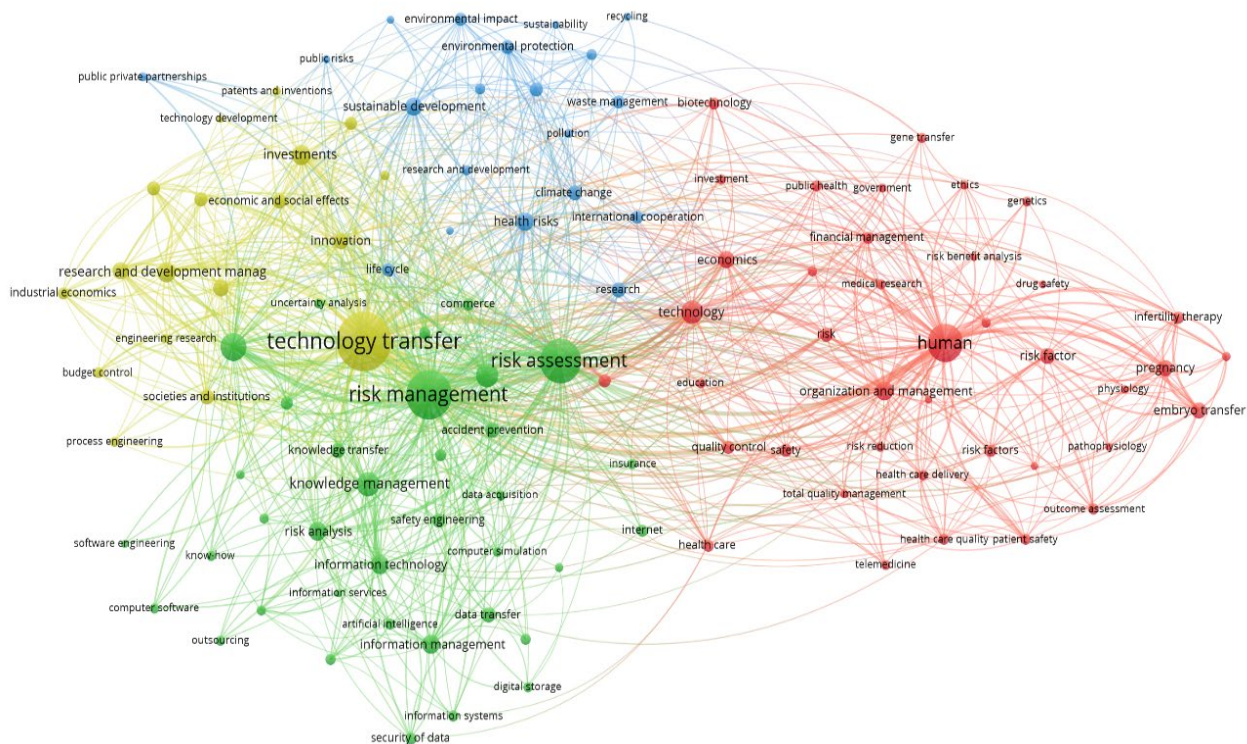 recycling
environmental impact
sustainability
environmental protection
public risks
public private partnerships
patents and inventions
sustainable development
waste management
biotechnology
technology development
pollution
gene transfer
investments
research and development
investment
public health
government
ethics
climate change
economic and social effects
genetics
health risks
international cooperation
innovation
financial management
risk benefit analysis
economics
research and development manag
life cycle
medical research
drug safety
industrial economics
research
uncertainty analysis
commerce
technology
infertility therapy
engineering research
risk
technology transfer
human
risk assessment
risk factor
pregnancy
budget control
education
physiology
risk management
organization and management
societies and institutions
embryo transfer
accident prevention
process engineering
knowledge transfer
quality control
safety
risk reduction
risk factors
pathophysiology
insurance
health care delivery
knowledge management
data acquisition
total quality management
outcome assessment
safety engineering
risk analysis
internet
software engineering
know-how
computer simulation
health care
health care quality
patient safety
information technology
telemedicine
information services
computer software
data transfer
artificial intelligence
outsourcing
information management
digital storage
information systems
security of data